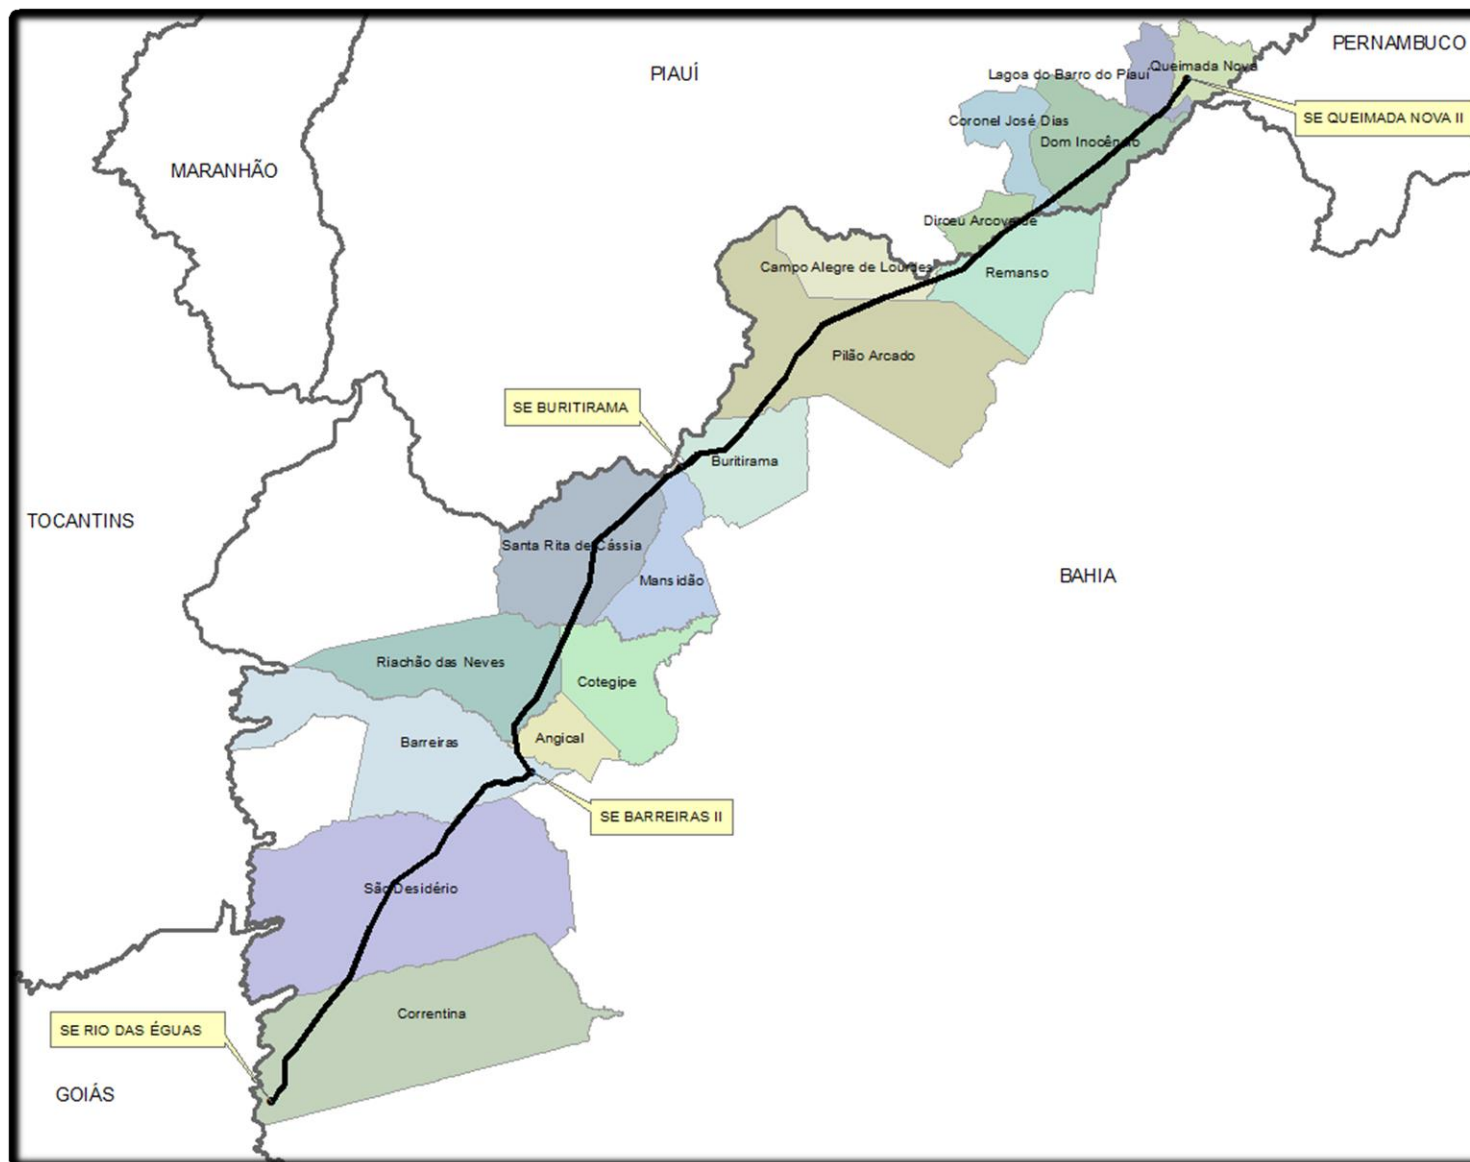 PERNAMBUCO
PIAUÍ
Queimada Nova
Lagoa do Barro do Piauí
SE QUEIMADA NOVA II
Coronel José Dias
Dom Inocêncio
MARANHÃO
Dirceu Arcoverde
Campo Alegre de Lourdes
Remanso
Pilão Arcado
SE BURITIRAMA
Buritirama
TOCANTINS
Santa Rita de Cássia
BAHIA
Mansidão
Riachão das Neves
Cotegipe
Barreiras
Angical
SE BARREIRAS II
São Desidério
Correntina
SE RIO DAS ÉGUAS
GOIÁS